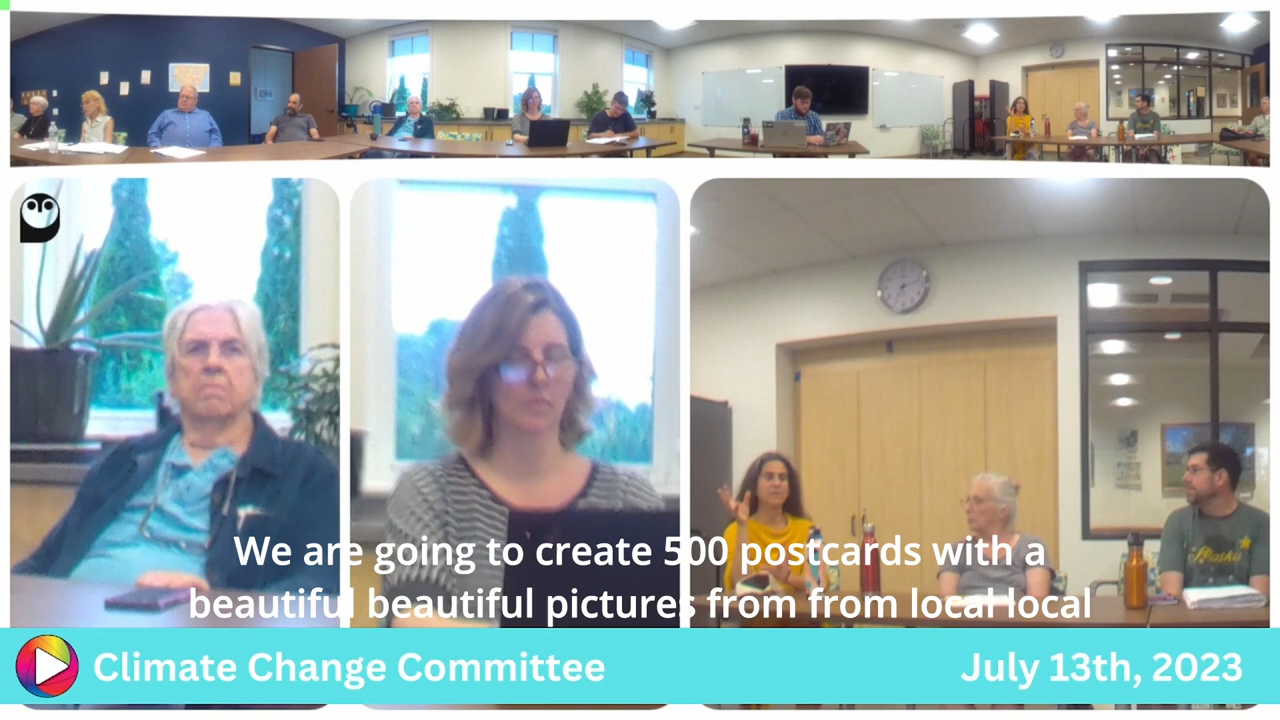 We are going to create 500 postcards with a
beautiful beautiful pictures from from local local
Climate Change Committee
July 13th, 2023